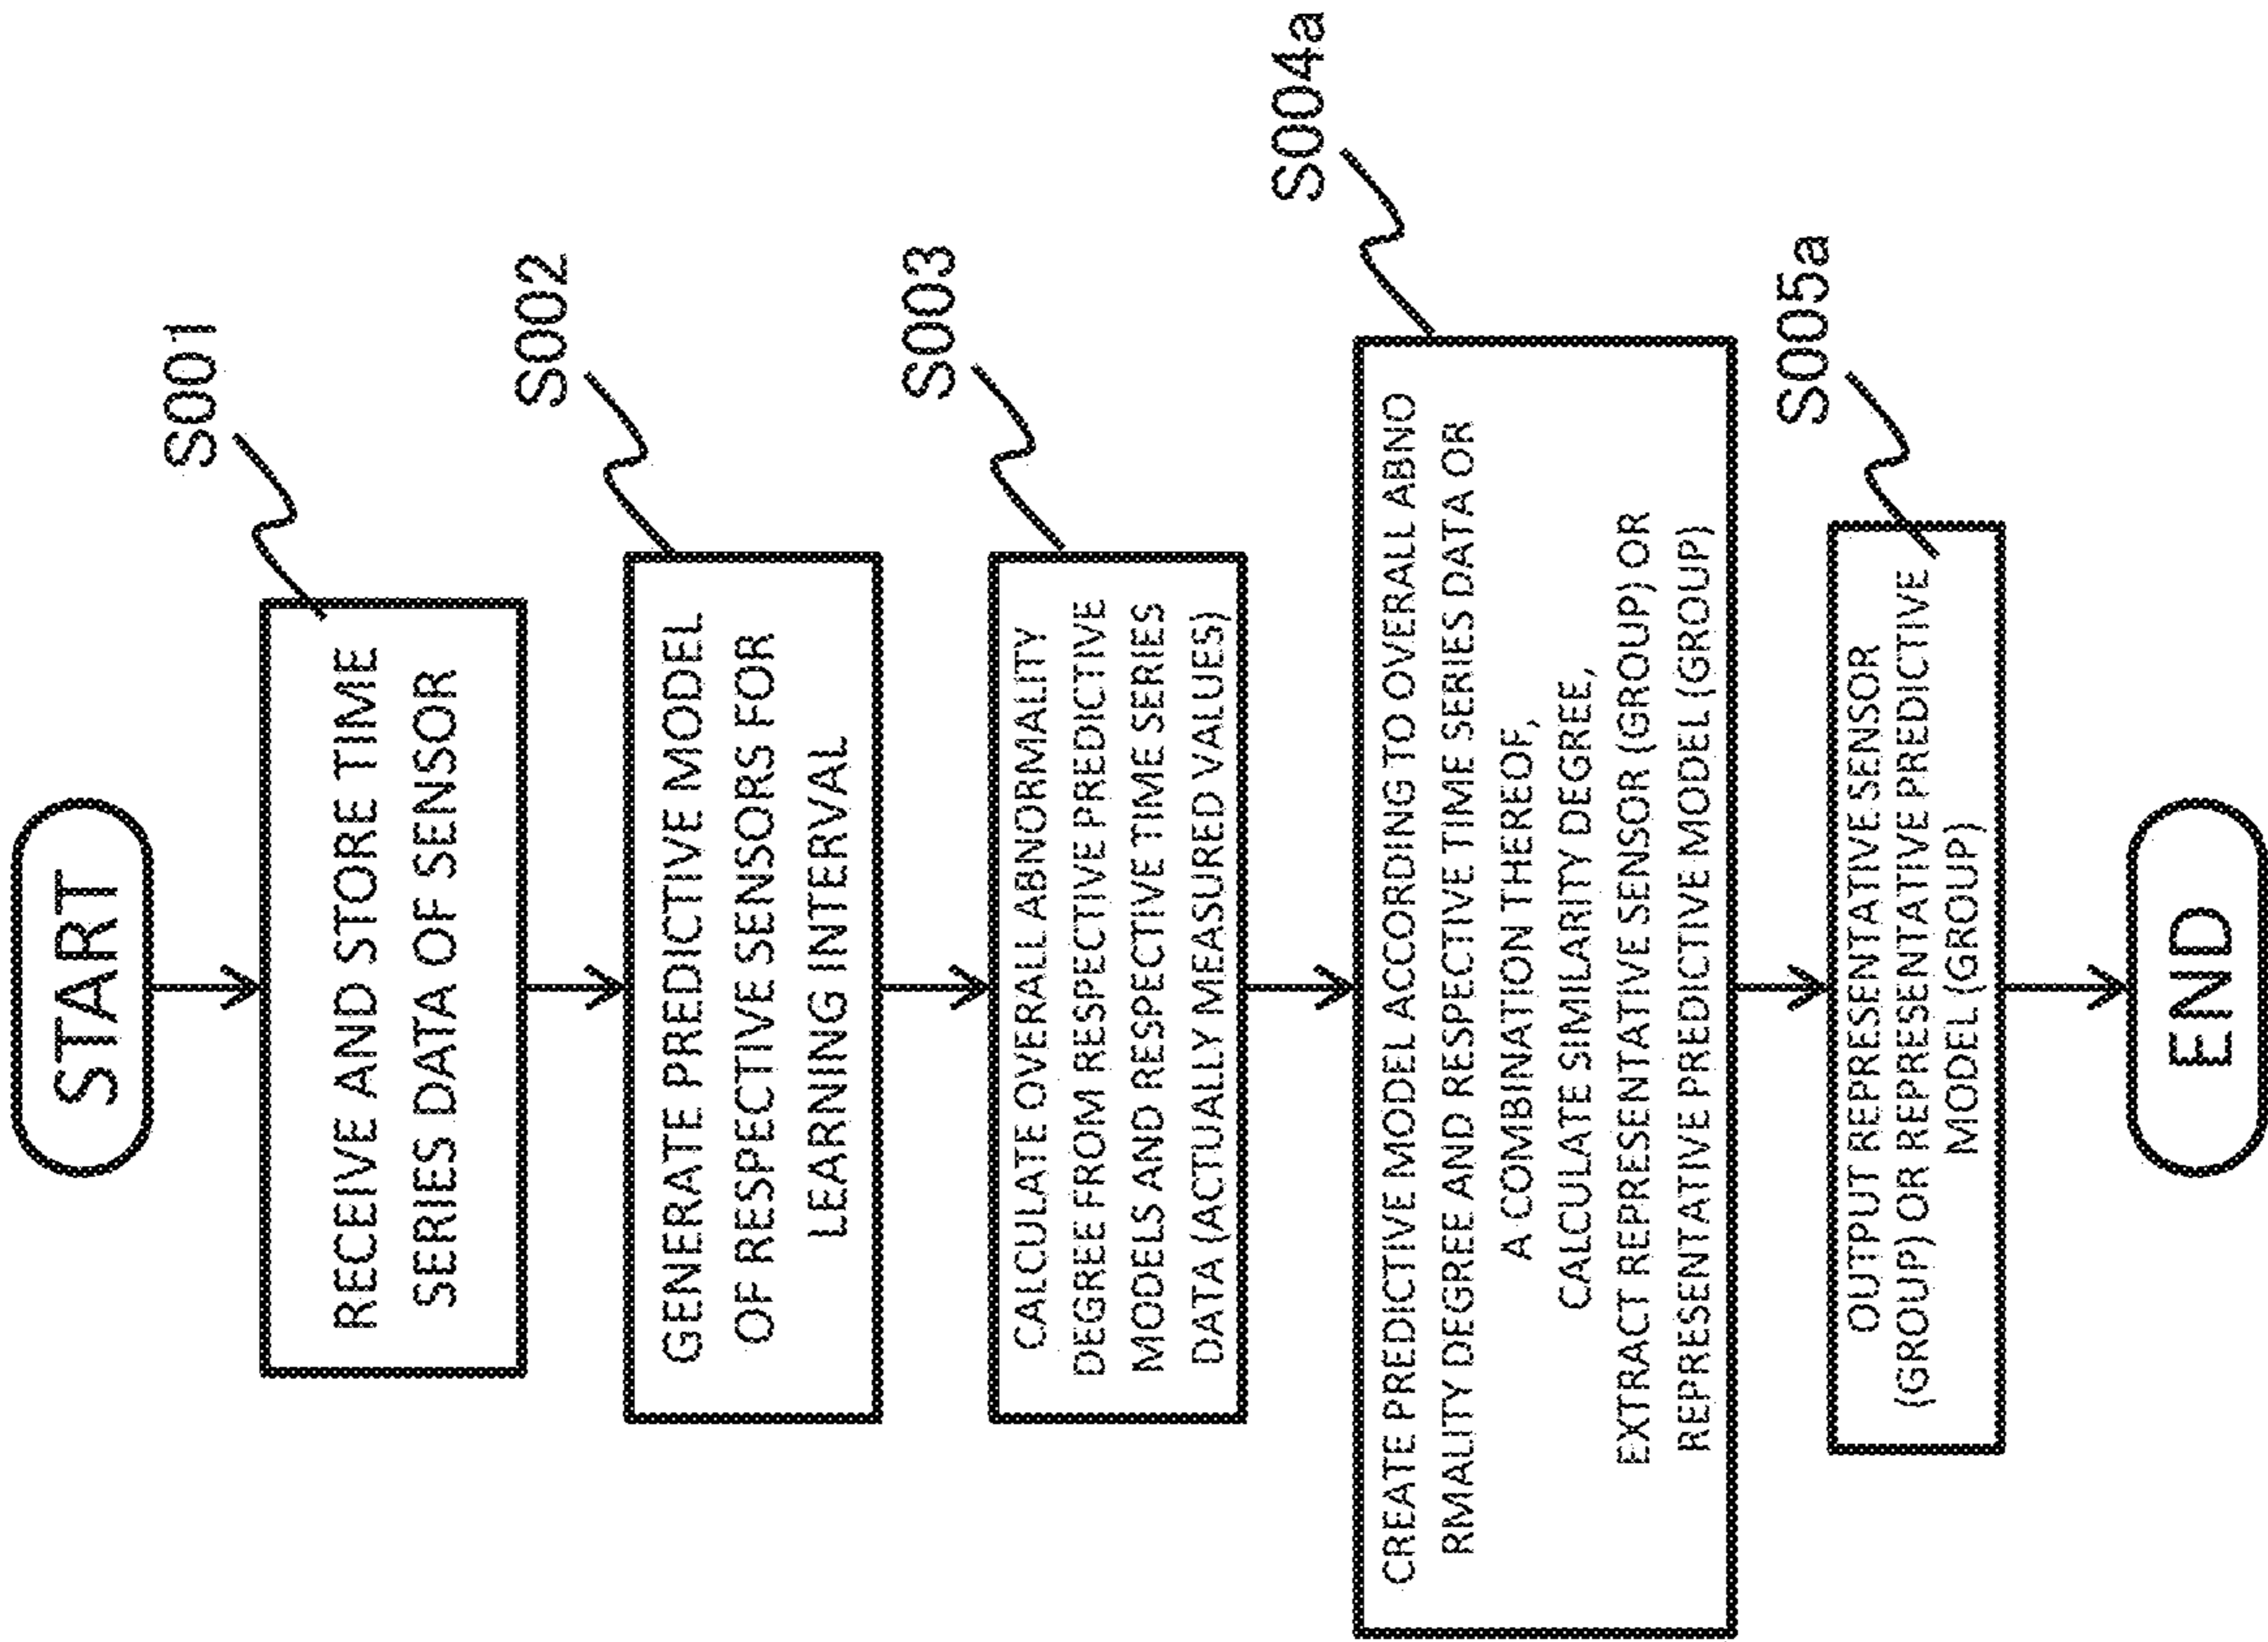 START
S001
RECEIVE AND STORE TIME
SERIES DATA OF SENSOR
S002
GENERATE PREDICTIVE MODEL
OF RESPECTIVE SENSORS FOR
LEARNING INTERVAL
S003
CALCULATE OVERALL ABNORMALITY
DEGREE FROM RESPECTIVE PREDICTIVE
MODELS AND RESPECTIVE TIME SERIES
DATA (ACTUALLY MEASURED VALUES)
S004a
CREATE PREDICTIVE MODEL ACCORDING TO OVERALL ABNO
RMALITY DEGREE AND RESPECTIVE TIME SERIES DATA OR
A COMBINATION THEREOF,
CALCULATE SIMILARITY DEGREE,
EXTRACT REPRESENTATIVE SENSOR (GROUP) OR
REPRESENTATIVE PREDICTIVE MODEL (GROUP)
S005a
OUTPUT REPRESENTATIVE SENSOR
(GROUP) OR REPRESENTATIVE PREDICTIVE
MODEL (GROUP)
END